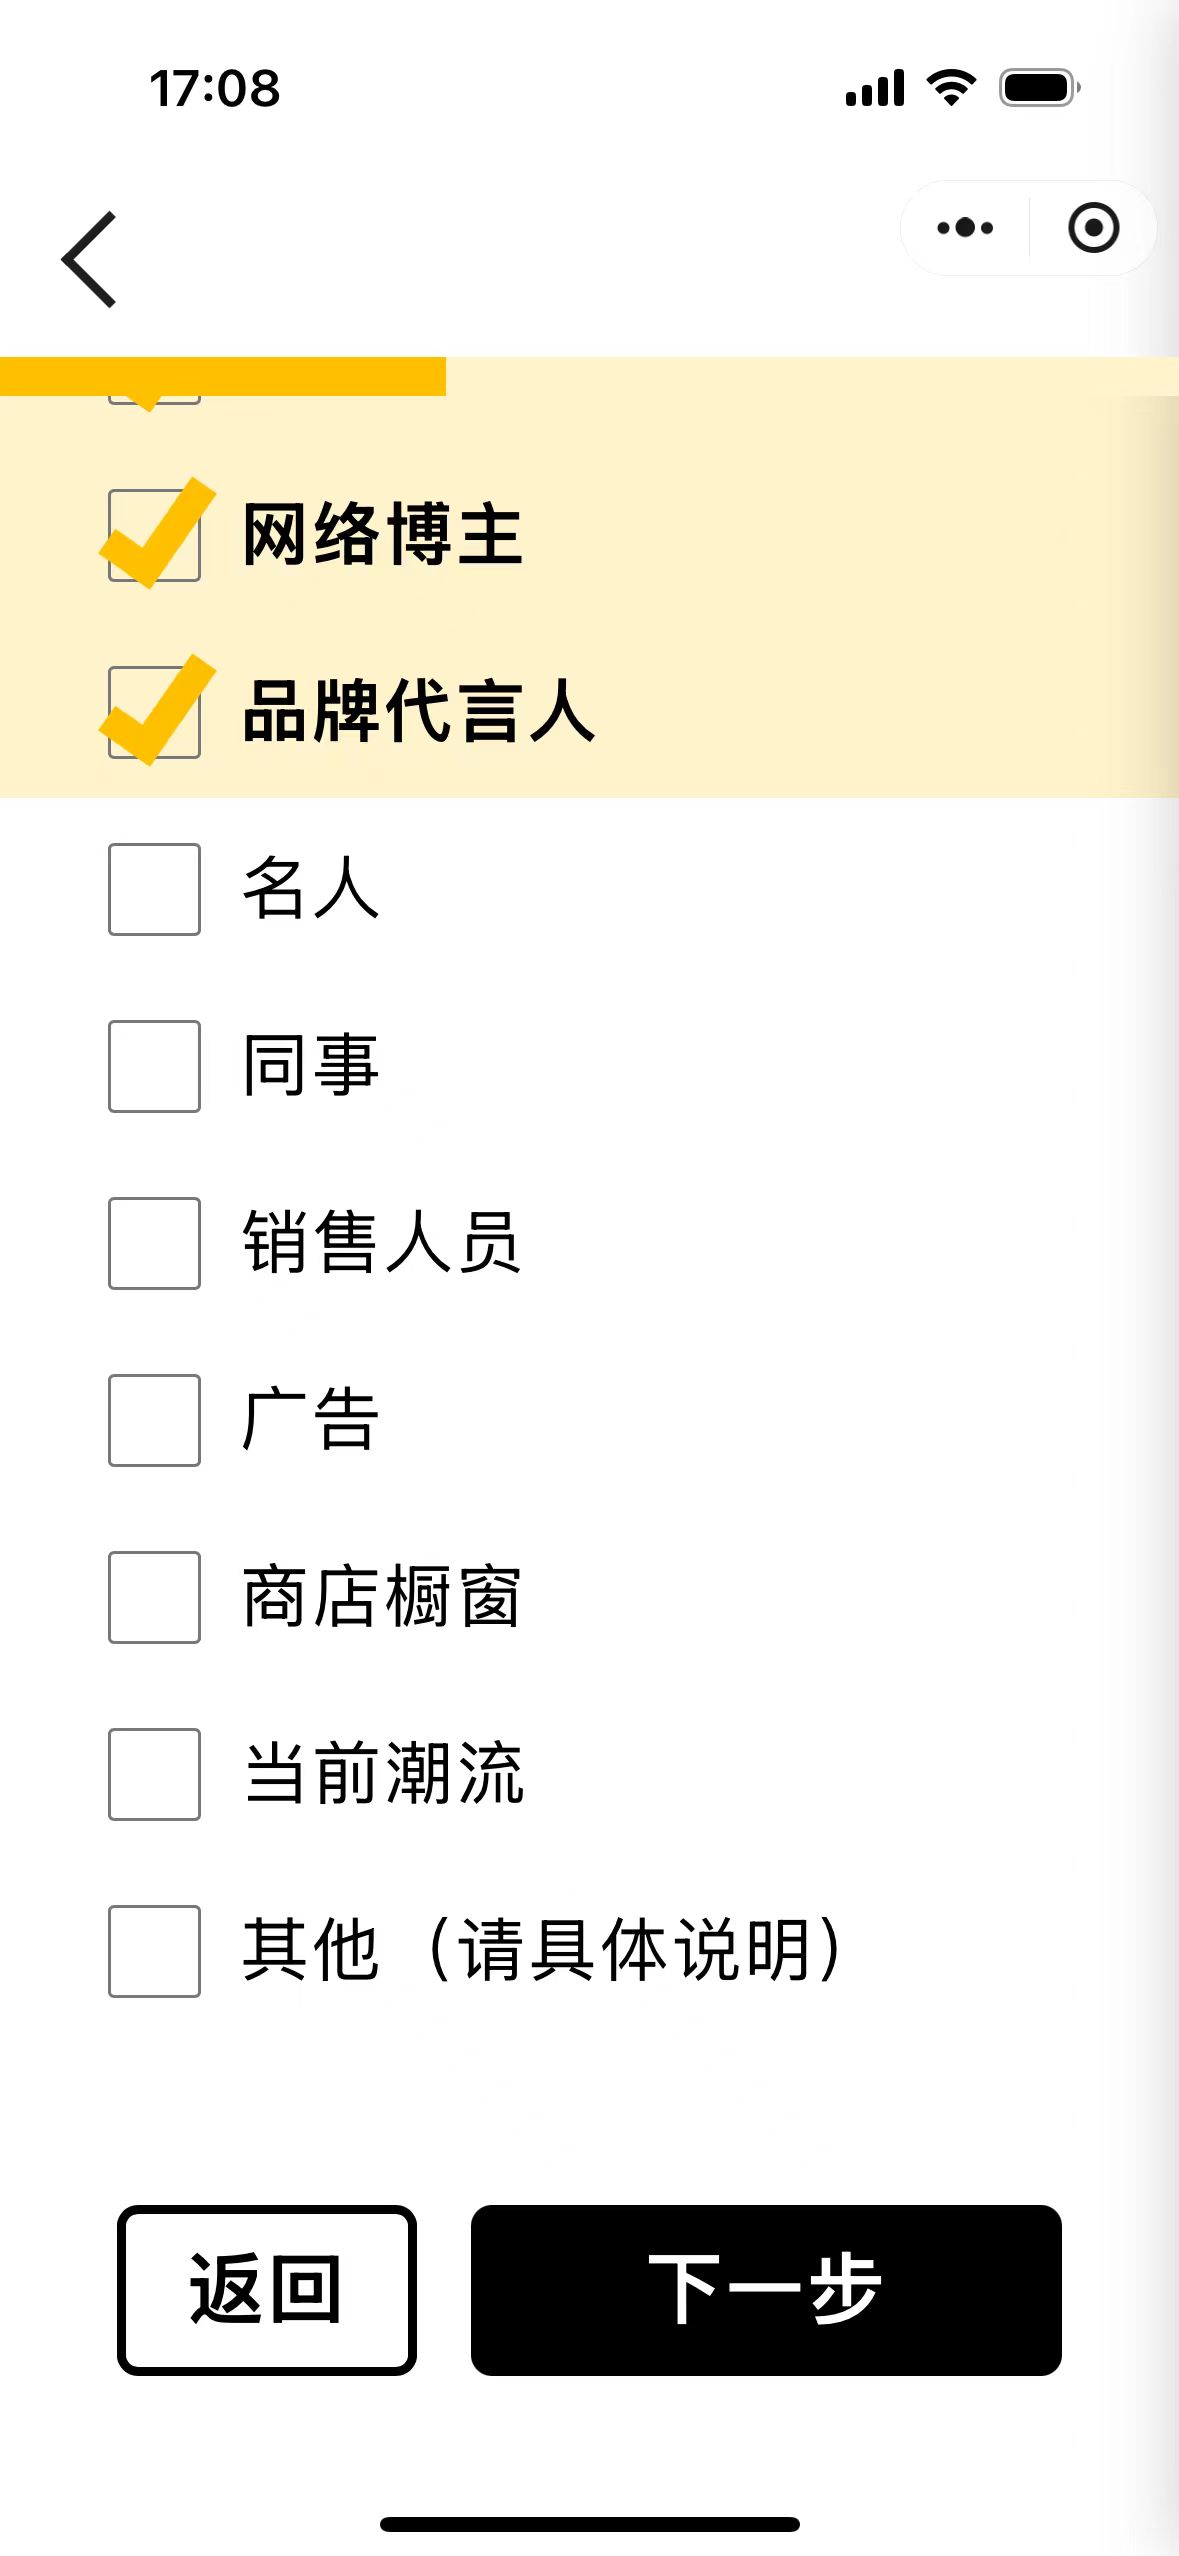 17:08
网络博主
品牌代言人
名人
同事
销售人员
广告
商店橱窗
当前潮流
其他（请具体说明）
返回
下一步